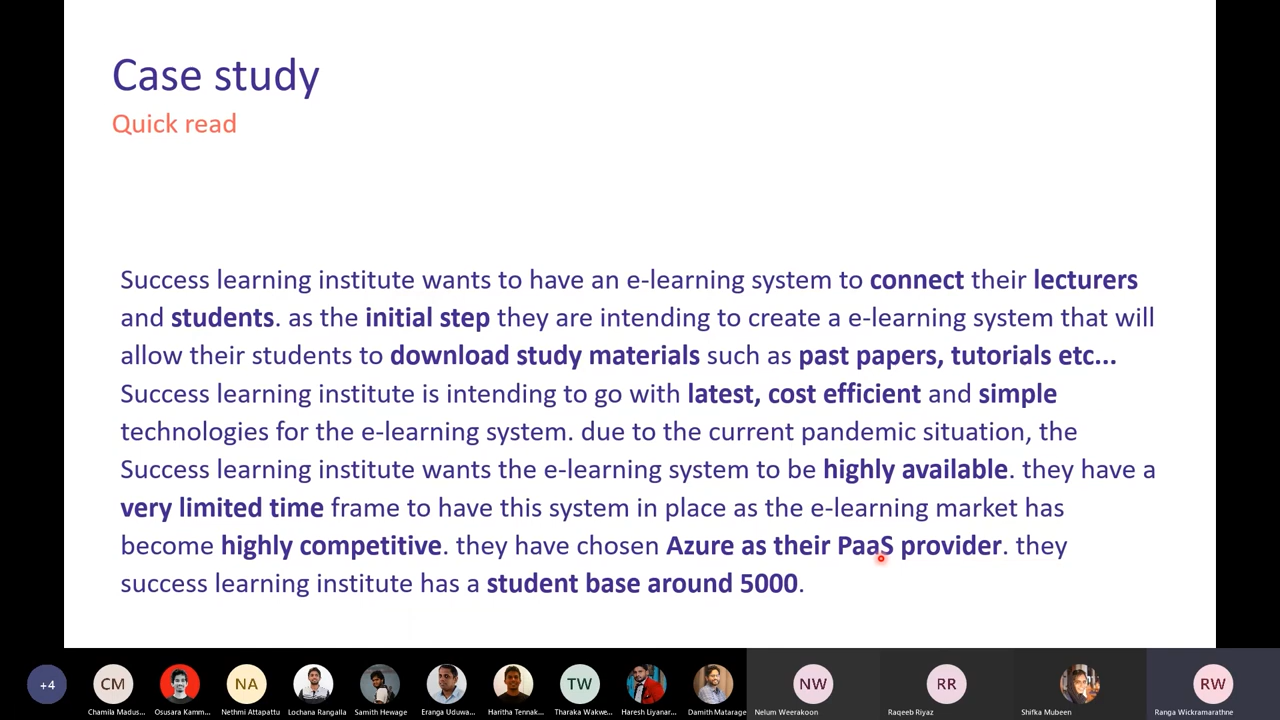 Case study
Quick read
Success learning institute wants to have an e-learning system to connect their lecturers
and students. as the initial step they are intending to create a e-learning system that will
allow their students to download study materials such as past papers, tutorials etc...
Success learning institute is intending to go with latest, cost efficient and simple
technologies for the e-learning system. due to the current pandemic situation, the
Success learning institute wants the e-learning system to be highly available. they have a
very limited time frame to have this system in place as the e-learning market has
become highly competitive. they have chosen Azure as their PaaS provider. they
success learning institute has a student base around 5000.
+4 CM NA TW NW RR RW
Chamila Madus... Osusara Kamm... Nethmi Attapattu Lochana Rangalla Samith Hewage Eranga Uduwa... Haritha Tennak... Tharaka Wakwe... Haresh Liyanar... Damith Matarage Nelum Weerakoon Raqeeb Riyaz Shifka Mubeen Ranga Wickramarathne